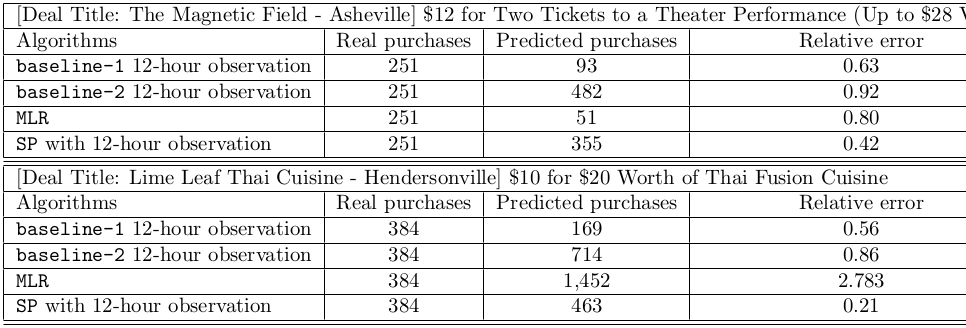 [Deal Title: The Magnetic Field - Asheville] $12 for Two Tickets to a Theater Performance (Up to $28
Algorithms Real purchases Predicted purchases Relative error
baseline-1 12-hour observation 251 93 0.63
baseline-2 12-hour observation 251 482 0.92
MLR 251 51 0.80
SP with 12-hour observation 251 355 0.42
[Deal Title: Lime Leaf Thai Cuisine - Hendersonville] $10 for $20 Worth of Thai Fusion Cuisine
Algorithms Real purchases Predicted purchases Relative error
baseline-1 12-hour observation 384 169 0.56
baseline-2 12-hour observation 384 714 0.86
MLR 384 1,452 2.783
SP with 12-hour observation 384 463 0.21